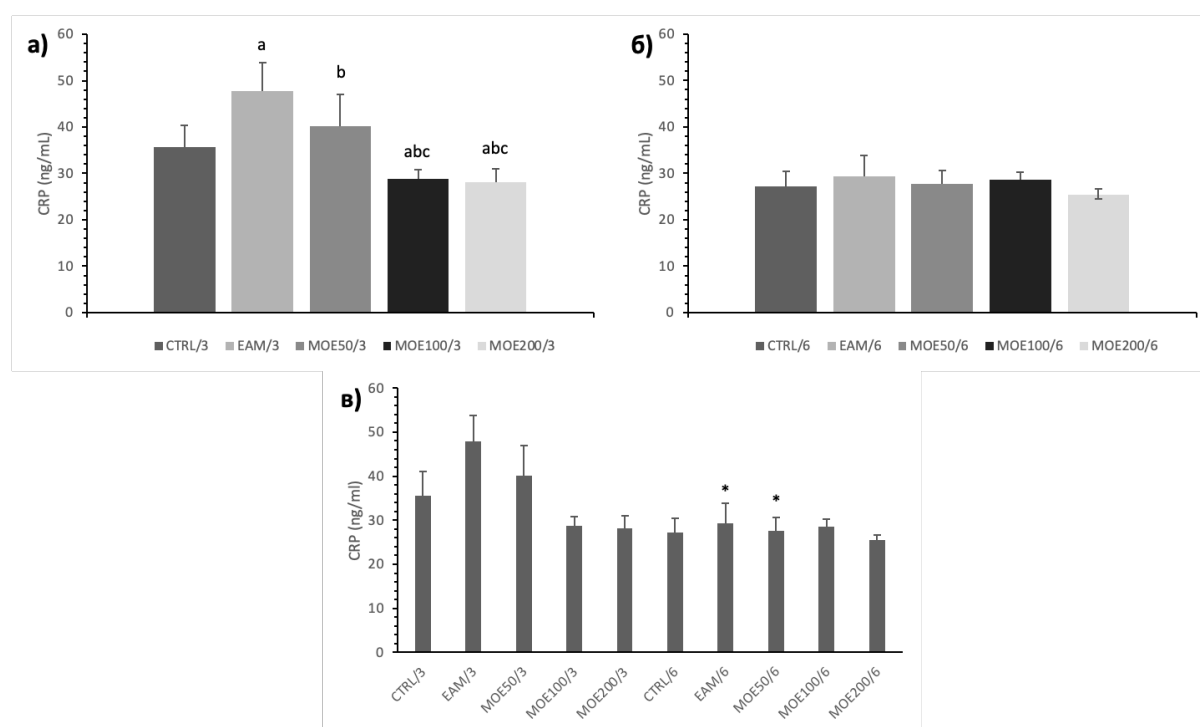 а)
CRP (ng/mL)
60
50
40
30
20
10
0
a
b
abc
abc
CTRL/3 EAM/3 MOE50/3 MOE100/3 MOE200/3
б)
CRP (ng/mL)
60
50
40
30
20
10
0
CTRL/6 EAM/6 MOE50/6 MOE100/6 MOE200/6
в)
CRP (ng/ml)
60
50
40
30
20
10
0
*
*
CTRL/3 EAM/3 MOE50/3 MOE100/3 MOE200/3 CTRL/6 EAM/6 MOE50/6 MOE100/6 MOE200/6